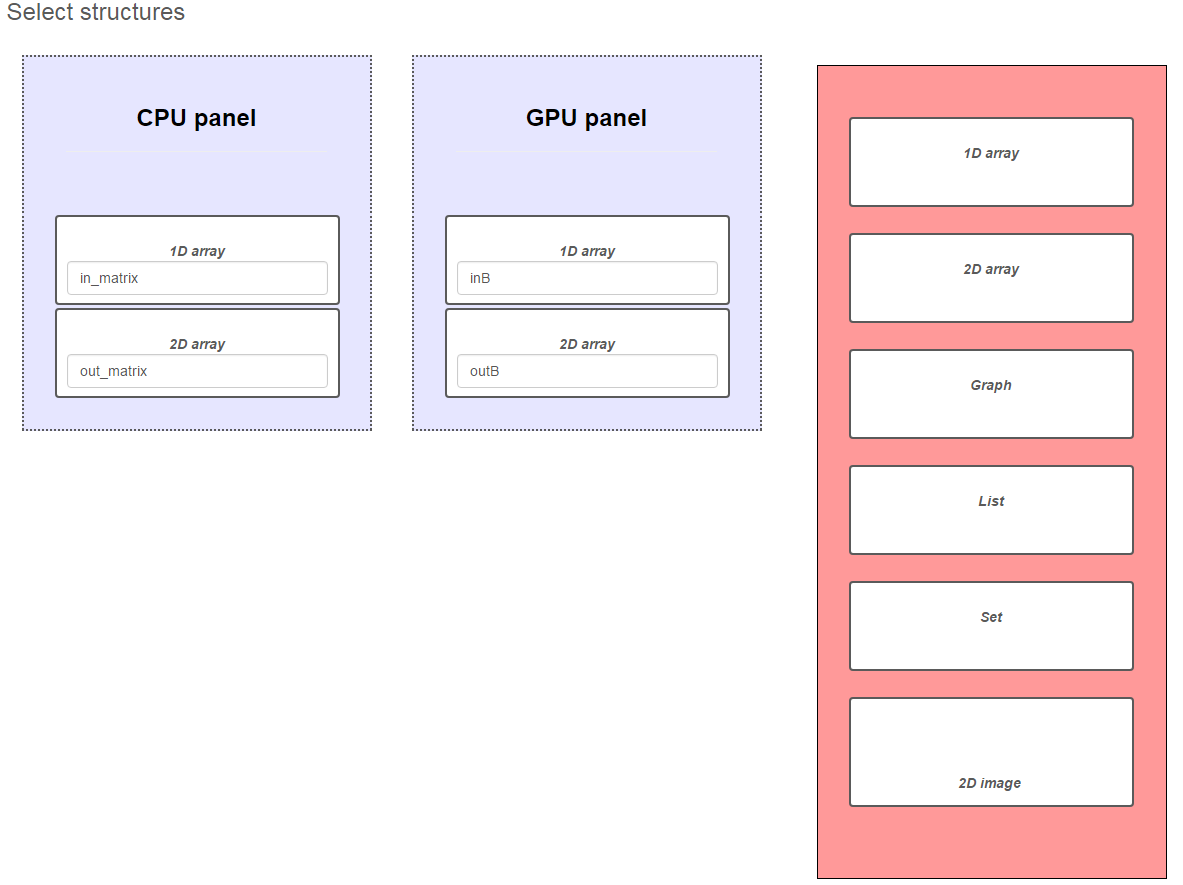 Select structures
CPU panel
1D array
in_matrix
2D array
out_matrix
GPU panel
1D array
inB
2D array
outB
1D array
2D array
Graph
List
Set
2D image